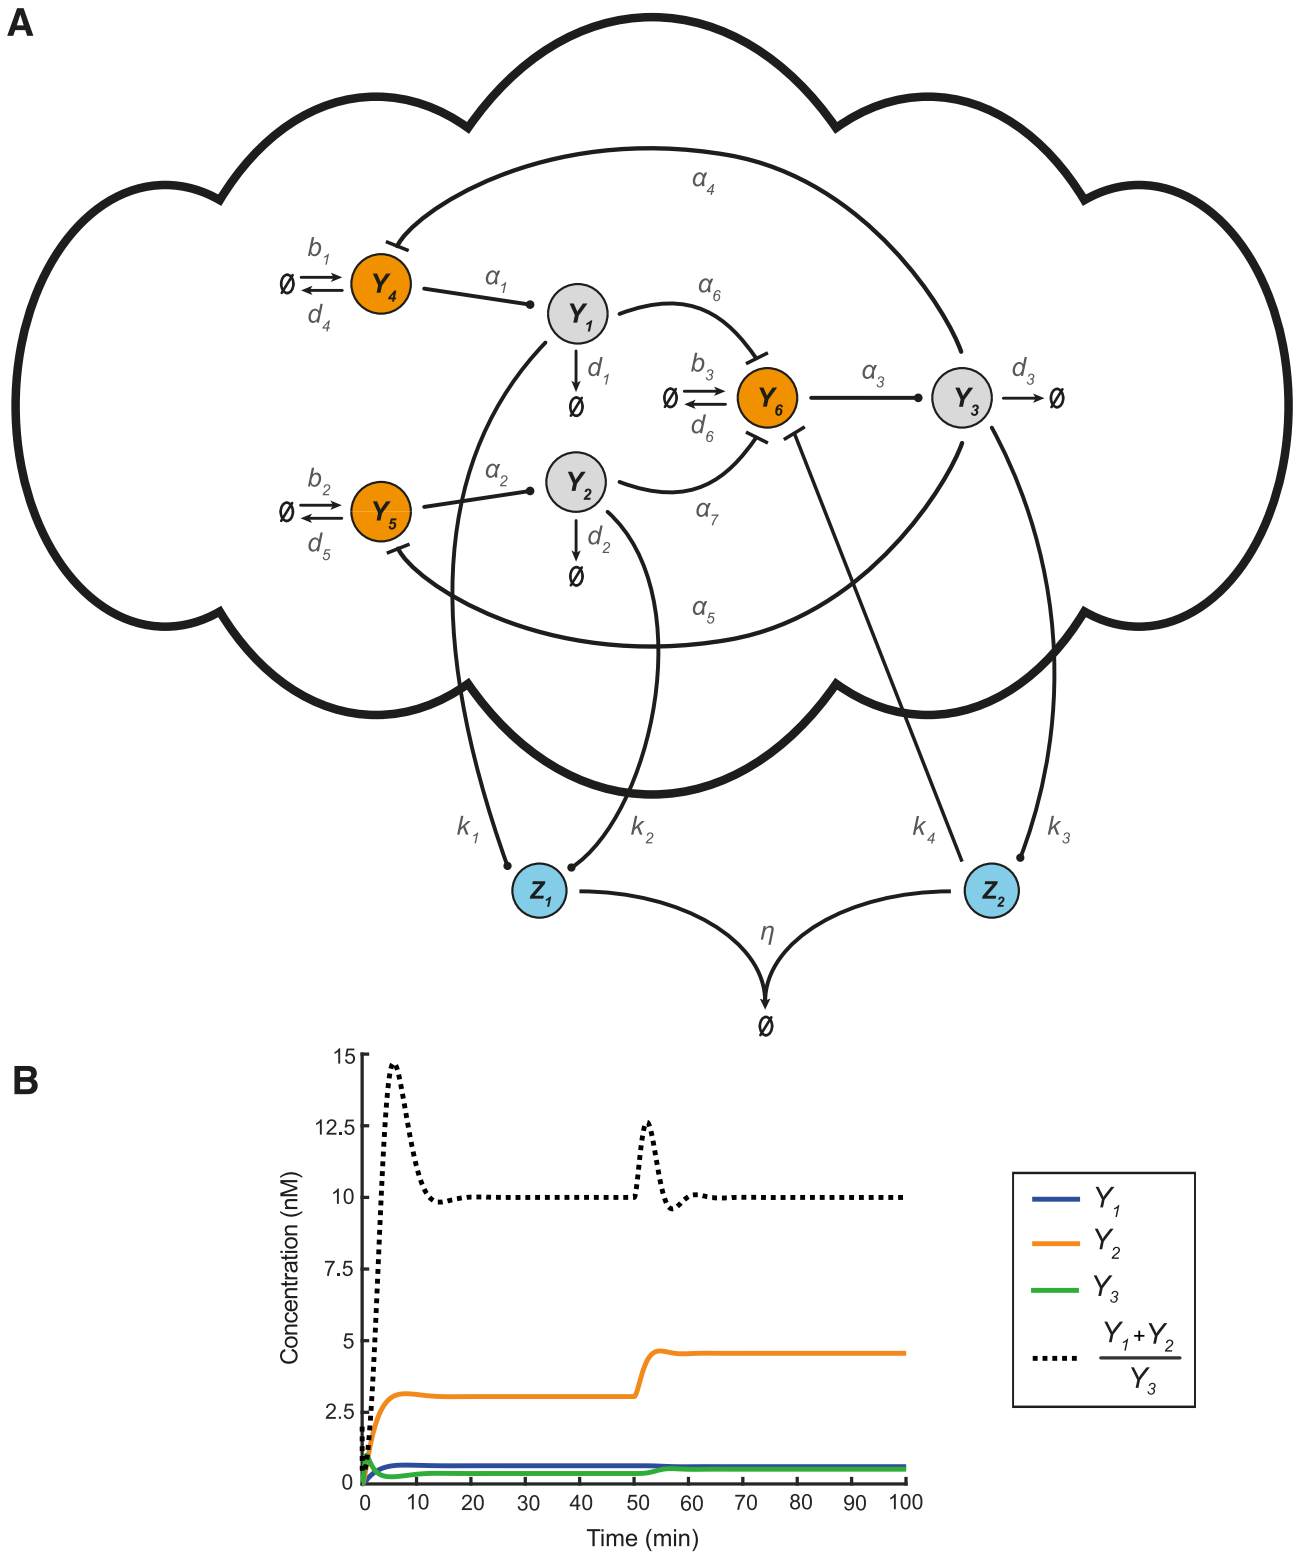 A
α4
b1
∅
Y4
α1
d4
Y1
α6
d1
∅
b3
∅
Y6
α3
d6
Y3
d3
∅
b2
∅
Y5
α2
d5
Y2
α7
d2
∅
α5
k1
k2
k4
k3
Z1
Z2
η
∅
B
15
12.5
10
7.5
5
2.5
0
Concentration (nM)
0 10 20 30 40 50 60 70 80 90 100
Time (min)
Y1
Y2
Y3
Y1+Y2
Y3